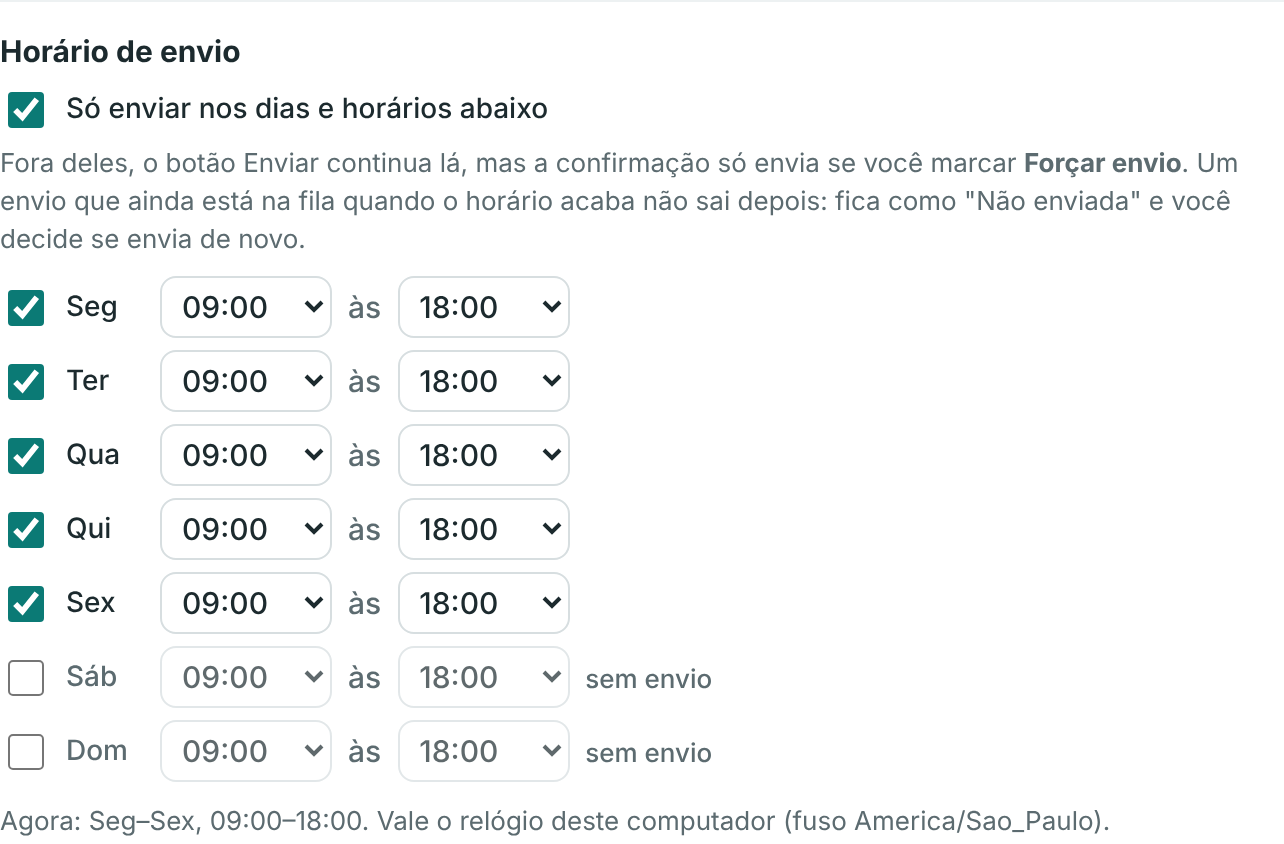 Horário de envio
Só enviar nos dias e horários abaixo
Fora deles, o botão Enviar continua lá, mas a confirmação só envia se você marcar Forçar envio. Um
envio que ainda está na fila quando o horário acaba não sai depois: fica como "Não enviada" e você
decide se envia de novo.
Seg 09:00 às 18:00
Ter 09:00 às 18:00
Qua 09:00 às 18:00
Qui 09:00 às 18:00
Sex 09:00 às 18:00
Sáb 09:00 às 18:00 sem envio
Dom 09:00 às 18:00 sem envio
Agora: Seg–Sex, 09:00–18:00. Vale o relógio deste computador (fuso America/Sao_Paulo).